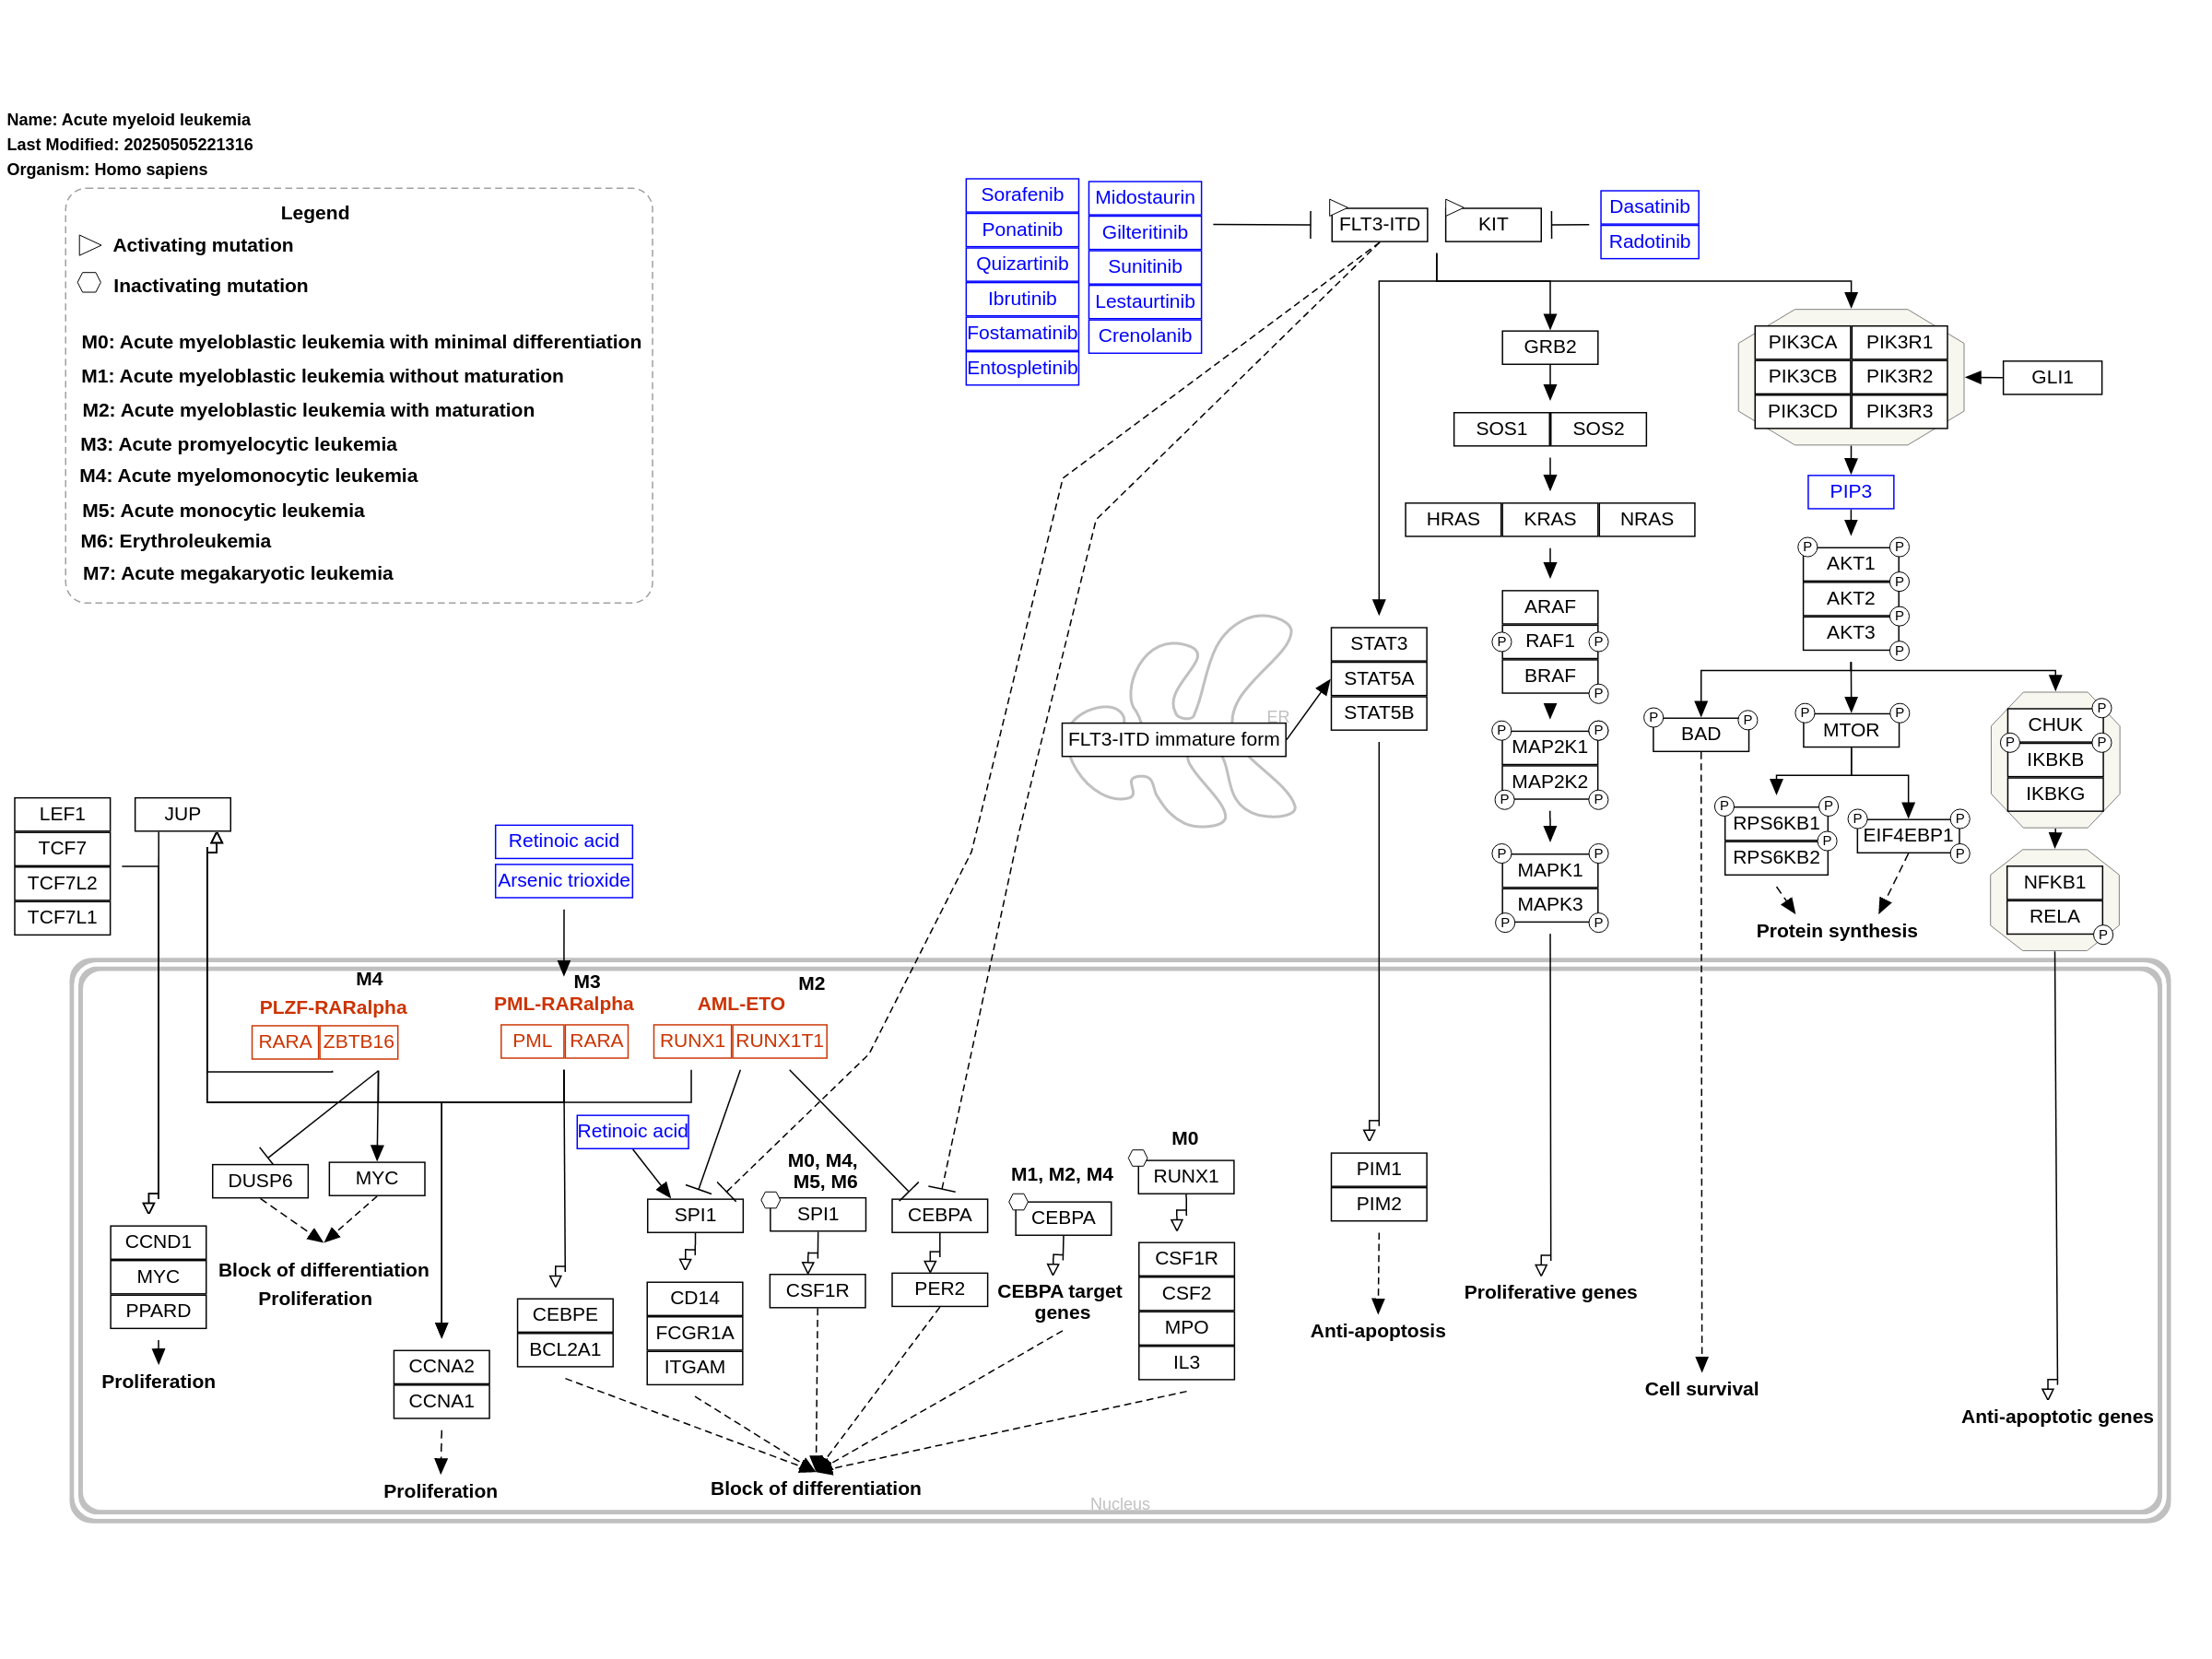 Name: Acute myeloid leukemia
Last Modified: 20250505221316
Organism: Homo sapiens
Legend
Activating mutation
Inactivating mutation
M0: Acute myeloblastic leukemia with minimal differentiation
M1: Acute myeloblastic leukemia without maturation
M2: Acute myeloblastic leukemia with maturation
M3: Acute promyelocytic leukemia
M4: Acute myelomonocytic leukemia
M5: Acute monocytic leukemia
M6: Erythroleukemia
M7: Acute megakaryotic leukemia
Sorafenib
Ponatinib
Quizartinib
Ibrutinib
Fostamatinib
Entospletinib
Midostaurin
Gilteritinib
Sunitinib
Lestaurtinib
Crenolanib
FLT3-ITD
KIT
Dasatinib
Radotinib
GRB2
SOS1
SOS2
HRAS
KRAS
NRAS
ARAF
P RAF1 P
BRAF
P
P P
MAP2K1
MAP2K2
P P
P P
MAPK1
MAPK3
P P
PIK3CA
PIK3R1
PIK3CB
PIK3R2
PIK3CD
PIK3R3
GLI1
PIP3
P P
AKT1
P
AKT2
P
AKT3
P
P P
BAD
P P
MTOR
P
CHUK
P P
IKBKB
IKBKG
P P
RPS6KB1
P
RPS6KB2
P P
EIF4EBP1
P
Protein synthesis
NFKB1
RELA
P
STAT3
STAT5A
STAT5B
ER
FLT3-ITD immature form
LEF1
TCF7
TCF7L2
TCF7L1
JUP
Retinoic acid
Arsenic trioxide
M4
PLZF-RARalpha
RARA
ZBTB16
M3
PML-RARalpha
PML
RARA
M2
AML-ETO
RUNX1
RUNX1T1
Retinoic acid
DUSP6
MYC
Block of differentiation
Proliferation
CCND1
MYC
PPARD
Proliferation
CCNA2
CCNA1
Proliferation
CEBPE
BCL2A1
SPI1
CD14
FCGR1A
ITGAM
M0, M4,
M5, M6
SPI1
CSF1R
CEBPA
PER2
M1, M2, M4
CEBPA
CEBPA target
genes
M0
RUNX1
CSF1R
CSF2
MPO
IL3
Block of differentiation
PIM1
PIM2
Anti-apoptosis
Proliferative genes
Cell survival
Anti-apoptotic genes
Nucleus